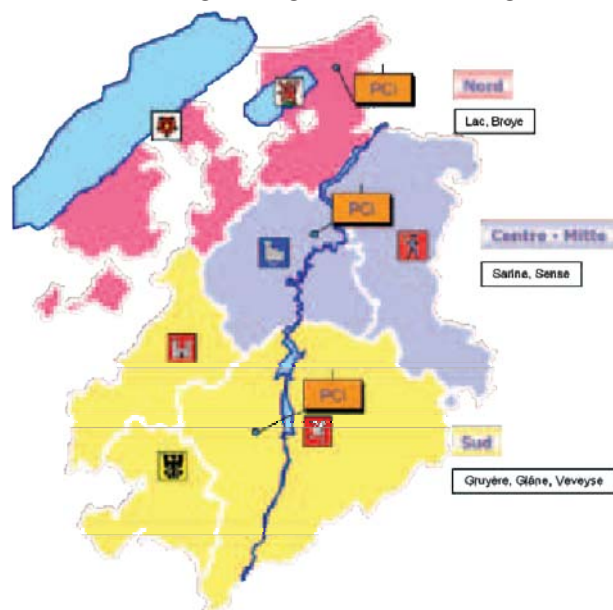 PCi
Nord
Lac, Broye
PCi
Centre - Mitte
Sarine, Sense
PCi
Sud
Gruyère, Glâne, Veveyse